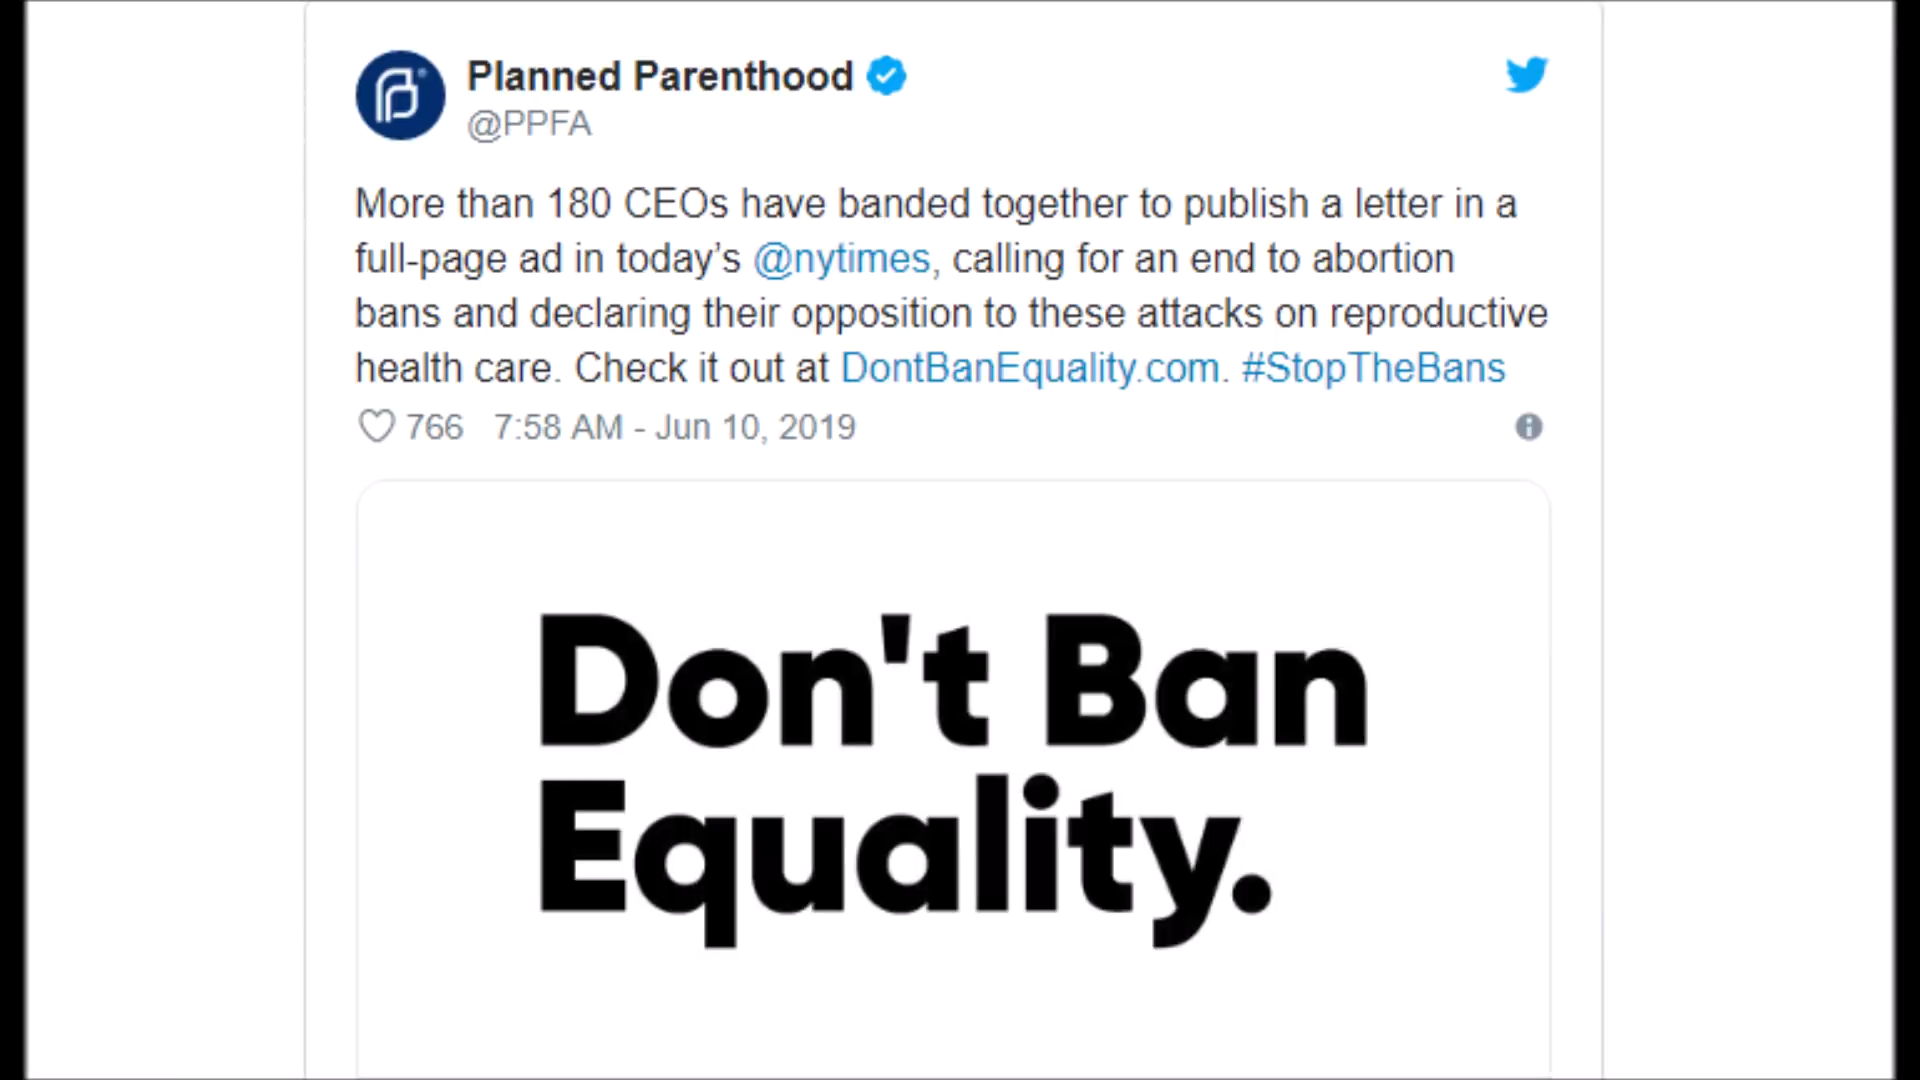 Planned Parenthood
@PPFA
More than 180 CEOs have banded together to publish a letter in a
full-page ad in today’s @nytimes, calling for an end to abortion
bans and declaring their opposition to these attacks on reproductive
health care. Check it out at DontBanEquality.com. #StopTheBans
766 7:58 AM - Jun 10, 2019
Don't Ban
Equality.